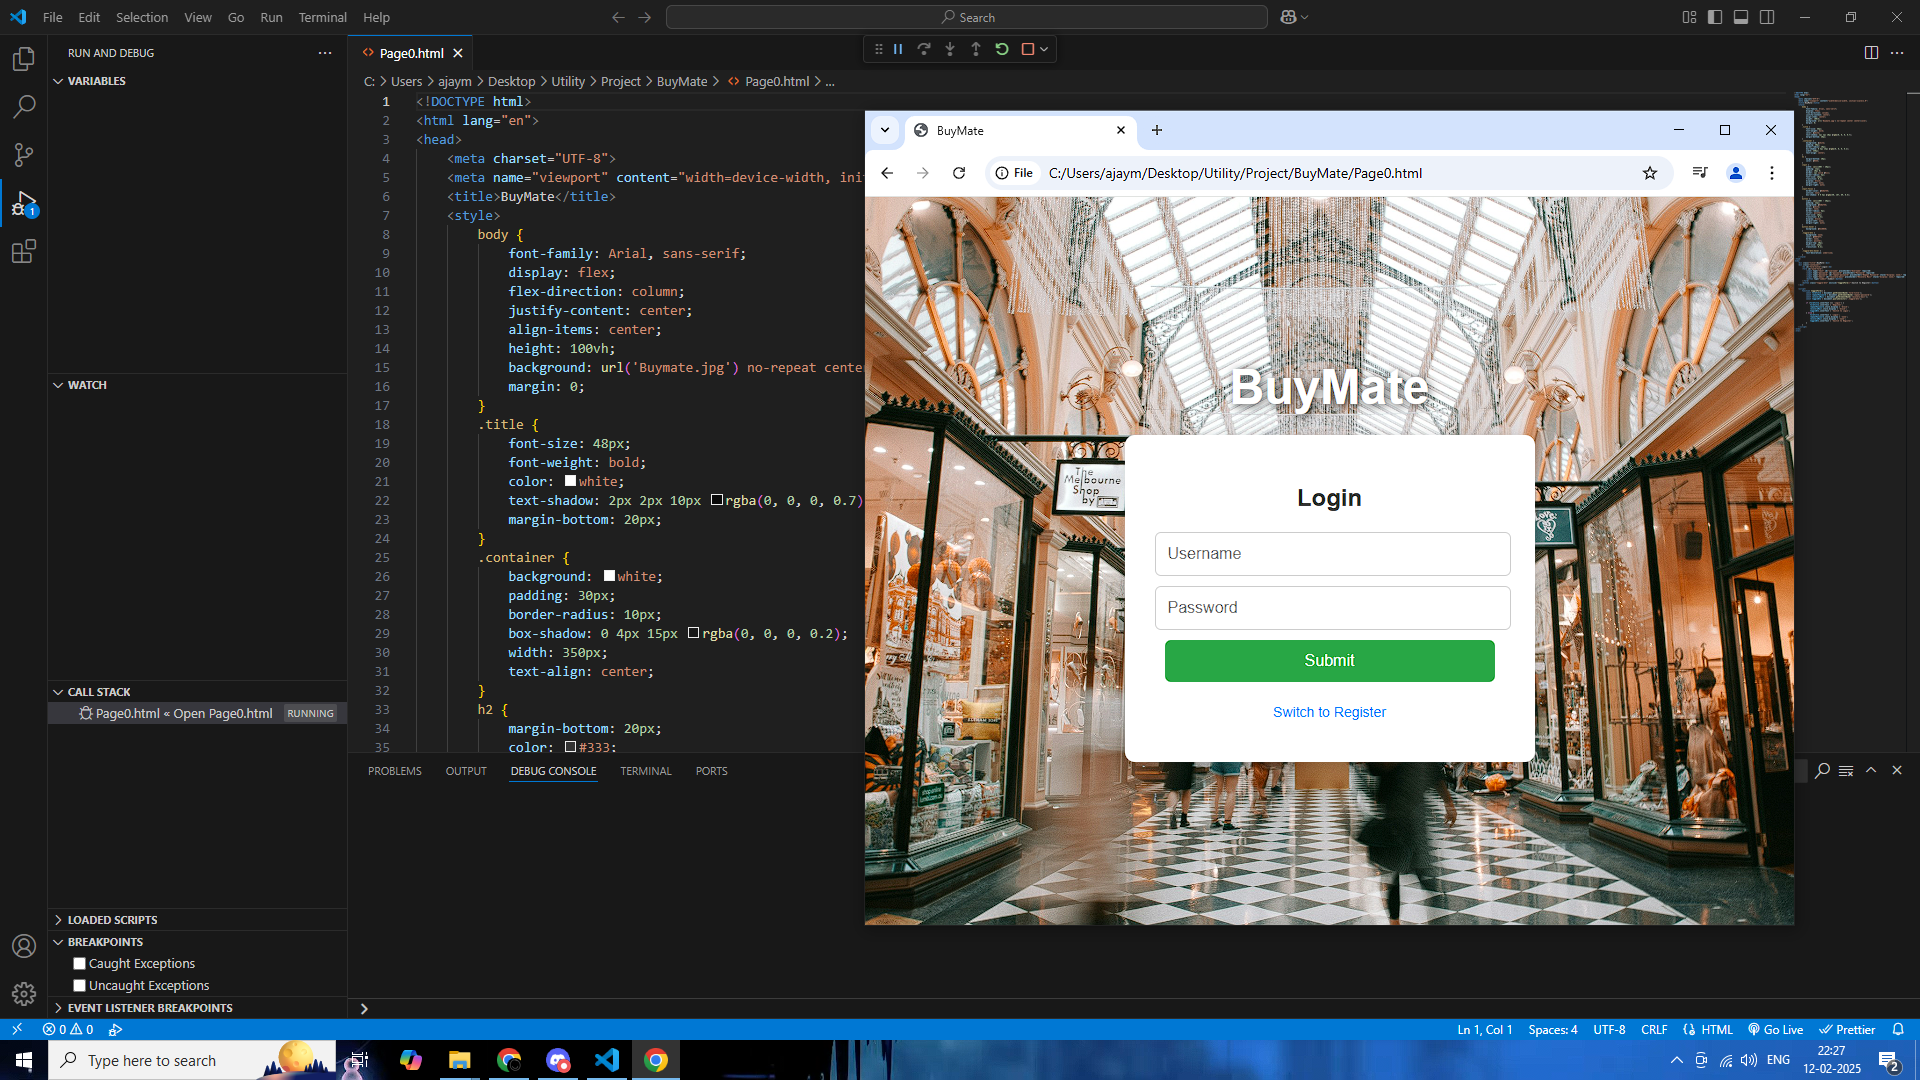 File Edit Selection View Go Run Terminal Help
Search
RUN AND DEBUG
VARIABLES
WATCH
CALL STACK
Page0.html « Open Page0.html RUNNING
LOADED SCRIPTS
BREAKPOINTS
Caught Exceptions
Uncaught Exceptions
EVENT LISTENER BREAKPOINTS
1
Page0.html
C: > Users > ajaym > Desktop > Utility > Project > BuyMate > Page0.html > ...
1 <!DOCTYPE html>
2 <html lang="en">
3 <head>
4 <meta charset="UTF-8">
5 <meta name="viewport" content="width=device-width, ini
6 <title>BuyMate</title>
7 <style>
8 body {
9 font-family: Arial, sans-serif;
10 display: flex;
11 flex-direction: column;
12 justify-content: center;
13 align-items: center;
14 height: 100vh;
15 background: url('Buymate.jpg') no-repeat cente
16 margin: 0;
17 }
18 .title {
19 font-size: 48px;
20 font-weight: bold;
21 color: white;
22 text-shadow: 2px 2px 10px rgba(0, 0, 0, 0.7)
23 margin-bottom: 20px;
24 }
25 .container {
26 background: white;
27 padding: 30px;
28 border-radius: 10px;
29 box-shadow: 0 4px 15px rgba(0, 0, 0, 0.2);
30 width: 350px;
31 text-align: center;
32 }
33 h2 {
34 margin-bottom: 20px;
35 color: #333;
PROBLEMS OUTPUT DEBUG CONSOLE TERMINAL PORTS
BuyMate
File C:/Users/ajaym/Desktop/Utility/Project/BuyMate/Page0.html
BuyMate
The
Melbourne
Shop
by
Login
Username
Password
Submit
Switch to Register
0 0
Ln 1, Col 1 Spaces: 4 UTF-8 CRLF HTML Go Live Prettier
Type here to search
ENG
22:27
12-02-2025
2